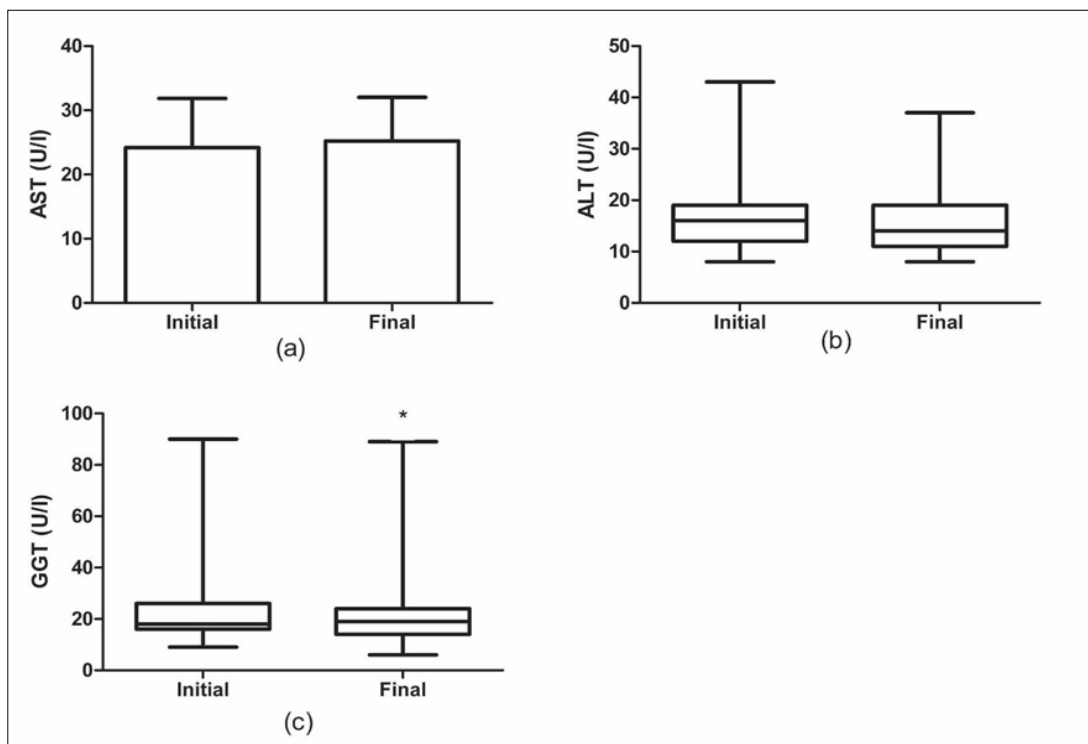 40
30
20
10
0
AST (U/l)
Initial
Final
(a)
50
40
30
20
10
0
ALT (U/l)
Initial
Final
(b)
100
80
60
40
20
0
GGT (U/l)
*
Initial
Final
(c)